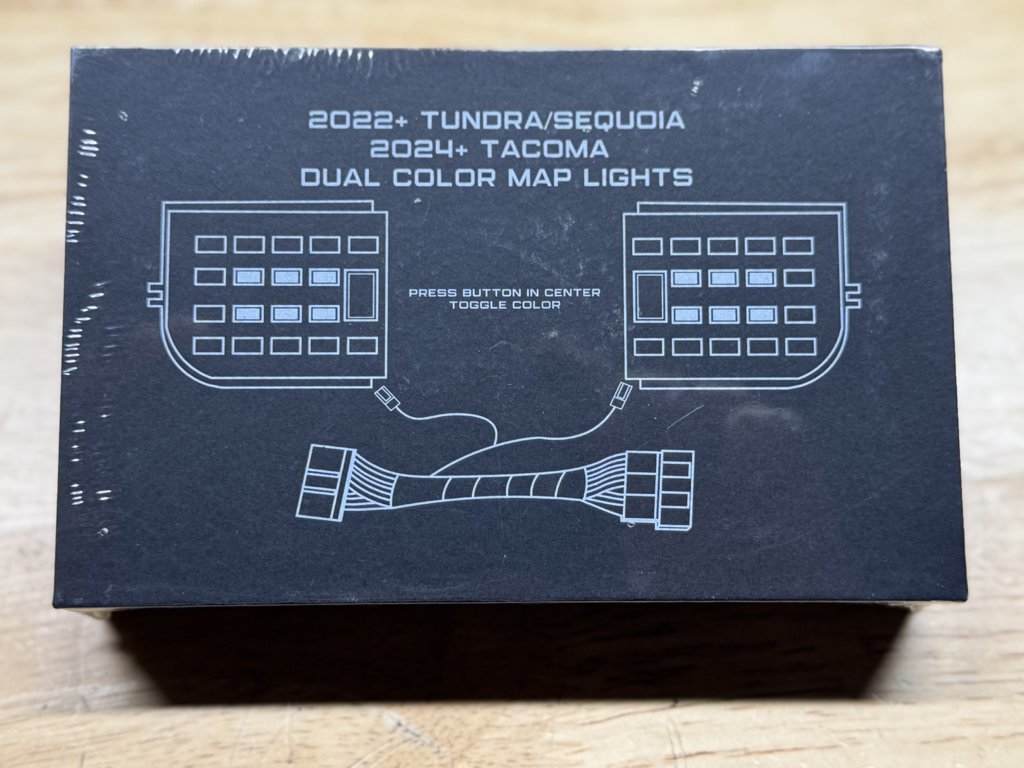 2022+ TUNDRA/SEQUOIA
2024+ TACOMA
DUAL COLOR MAP LIGHTS
PRESS BUTTON IN CENTER
TOGGLE COLOR